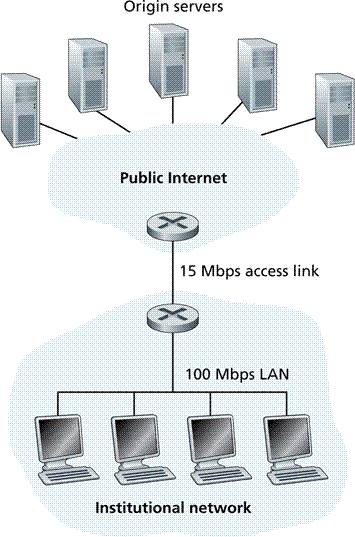 Origin servers
Public Internet
15 Mbps access link
100 Mbps LAN
Institutional network